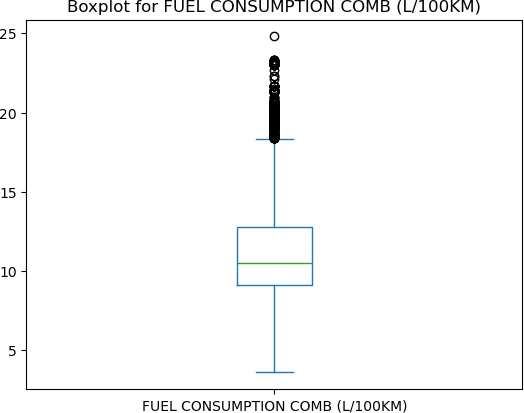 Boxplot for FUEL CONSUMPTION COMB (L/100KM)
25
20
15
10
5
FUEL CONSUMPTION COMB (L/100KM)